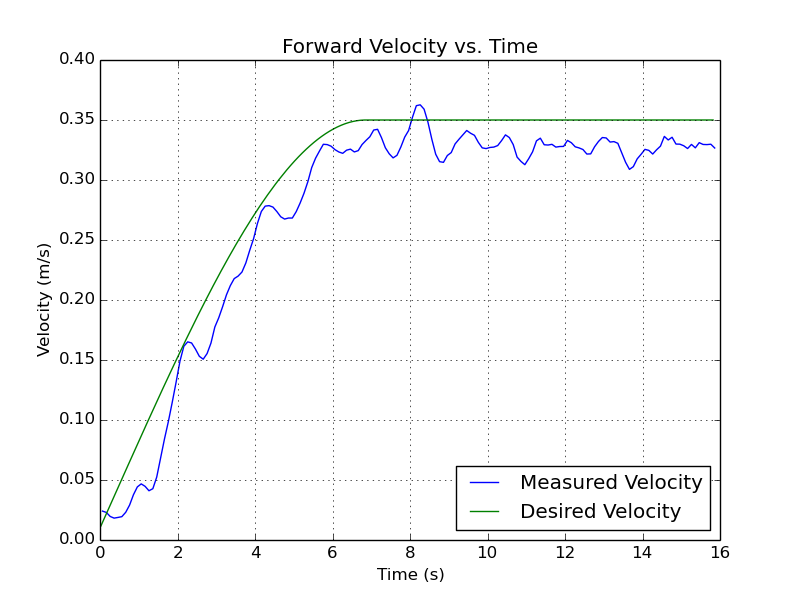 Forward Velocity vs. Time
0.40
0.35
0.30
0.25
0.20
0.15
0.10
0.05
0.00
Velocity (m/s)
Measured Velocity
Desired Velocity
0 2 4 6 8 10 12 14 16
Time (s)